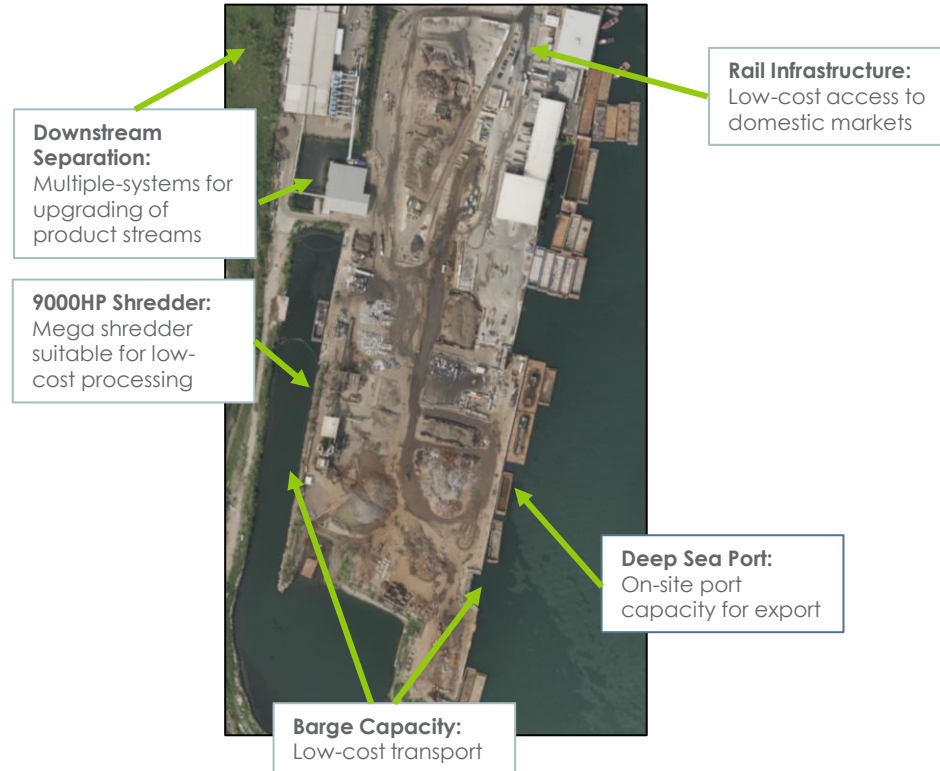 Rail Infrastructure:
Low-cost access to
domestic markets
Downstream
Separation:
Multiple-systems for
upgrading of
product streams
9000HP Shredder:
Mega shredder
suitable for low-
cost processing
Deep Sea Port:
On-site port
capacity for export
Barge Capacity:
Low-cost transport